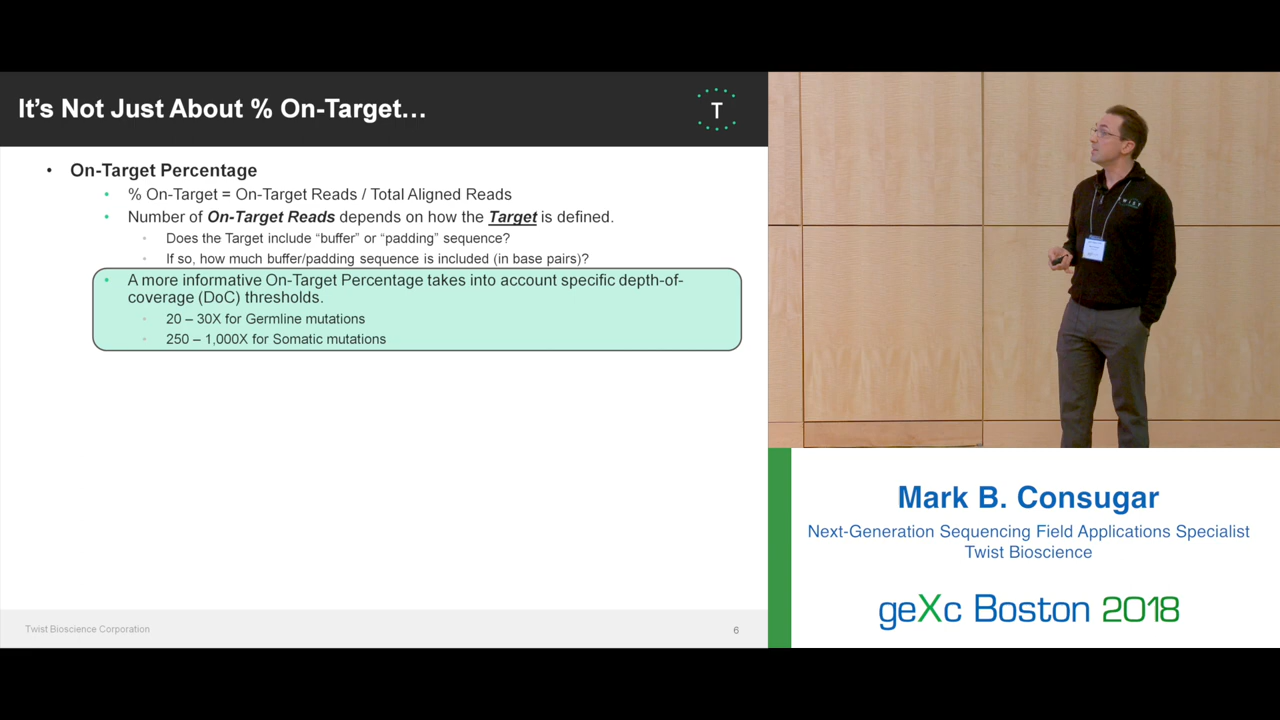 It's Not Just About % On-Target…
T
• On-Target Percentage
• % On-Target = On-Target Reads / Total Aligned Reads
• Number of On-Target Reads depends on how the Target is defined.
• Does the Target include “buffer” or “padding” sequence?
• If so, how much buffer/padding sequence is included (in base pairs)?
• A more informative On-Target Percentage takes into account specific depth-of-
coverage (DoC) thresholds.
• 20 – 30X for Germline mutations
• 250 – 1,000X for Somatic mutations
Twist Bioscience Corporation
6
Mark B. Consugar
Next-Generation Sequencing Field Applications Specialist
Twist Bioscience
geXc Boston 2018